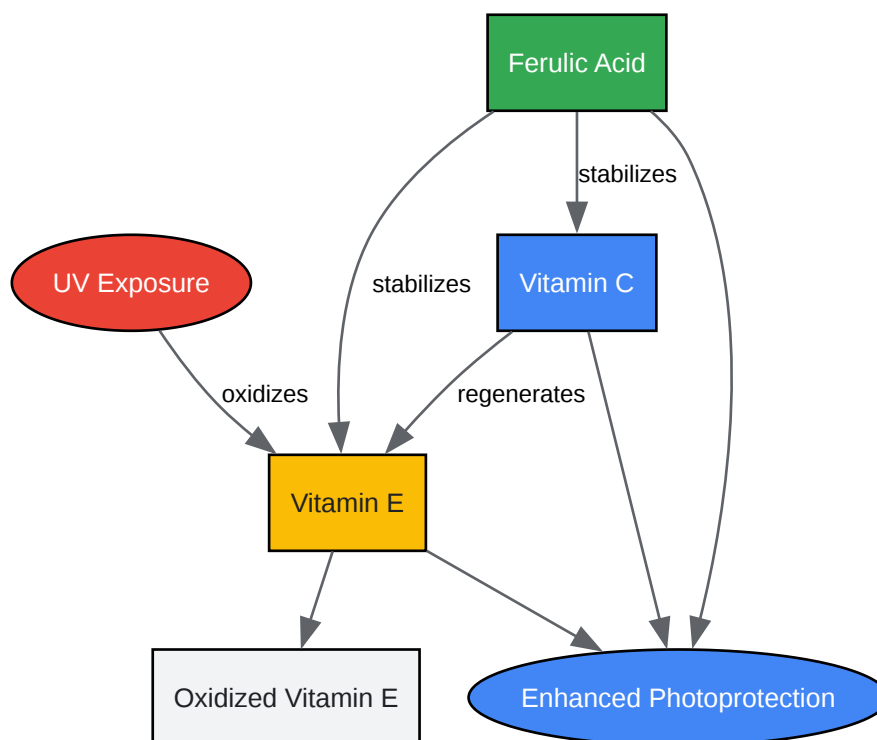 Ferulic Acid
stabilizes
UV Exposure
stabilizes
Vitamin C
oxidizes
regenerates
Vitamin E
Oxidized Vitamin E
Enhanced Photoprotection